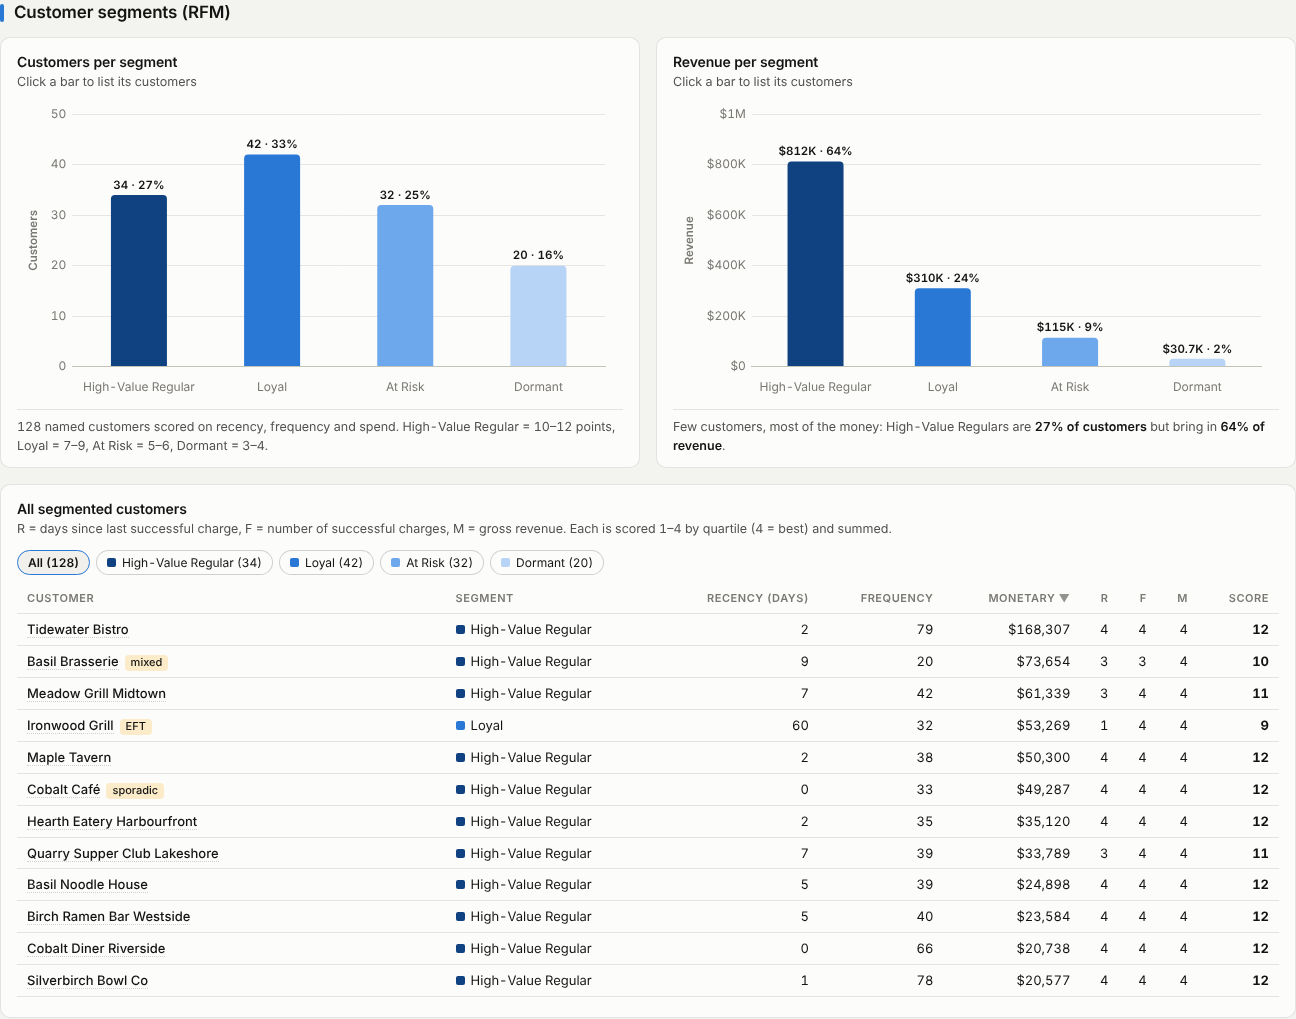 Customer segments (RFM)
Customers per segment
Click a bar to list its customers
50
40
30
20
10
0
Customers
34 · 27%
42 · 33%
32 · 25%
20 · 16%
High-Value Regular
Loyal
At Risk
Dormant
128 named customers scored on recency, frequency and spend. High-Value Regular = 10–12 points,
Loyal = 7–9, At Risk = 5–6, Dormant = 3–4.
Revenue per segment
Click a bar to list its customers
$1M
$800K
$600K
$400K
$200K
$0
Revenue
$812K · 64%
$310K · 24%
$115K · 9%
$30.7K · 2%
High-Value Regular
Loyal
At Risk
Dormant
Few customers, most of the money: High-Value Regulars are 27% of customers but bring in 64% of
revenue.
All segmented customers
R = days since last successful charge, F = number of successful charges, M = gross revenue. Each is scored 1–4 by quartile (4 = best) and summed.
All (128) High-Value Regular (34) Loyal (42) At Risk (32) Dormant (20)
CUSTOMER SEGMENT RECENCY (DAYS) FREQUENCY MONETARY ▼ R F M SCORE
Tidewater Bistro High-Value Regular 2 79 $168,307 4 4 4 12
Basil Brasserie mixed High-Value Regular 9 20 $73,654 3 3 4 10
Meadow Grill Midtown High-Value Regular 7 42 $61,339 3 4 4 11
Ironwood Grill EFT Loyal 60 32 $53,269 1 4 4 9
Maple Tavern High-Value Regular 2 38 $50,300 4 4 4 12
Cobalt Café sporadic High-Value Regular 0 33 $49,287 4 4 4 12
Hearth Eatery Harbourfront High-Value Regular 2 35 $35,120 4 4 4 12
Quarry Supper Club Lakeshore High-Value Regular 7 39 $33,789 3 4 4 11
Basil Noodle House High-Value Regular 5 39 $24,898 4 4 4 12
Birch Ramen Bar Westside High-Value Regular 5 40 $23,584 4 4 4 12
Cobalt Diner Riverside High-Value Regular 0 66 $20,738 4 4 4 12
Silverbirch Bowl Co High-Value Regular 1 78 $20,577 4 4 4 12